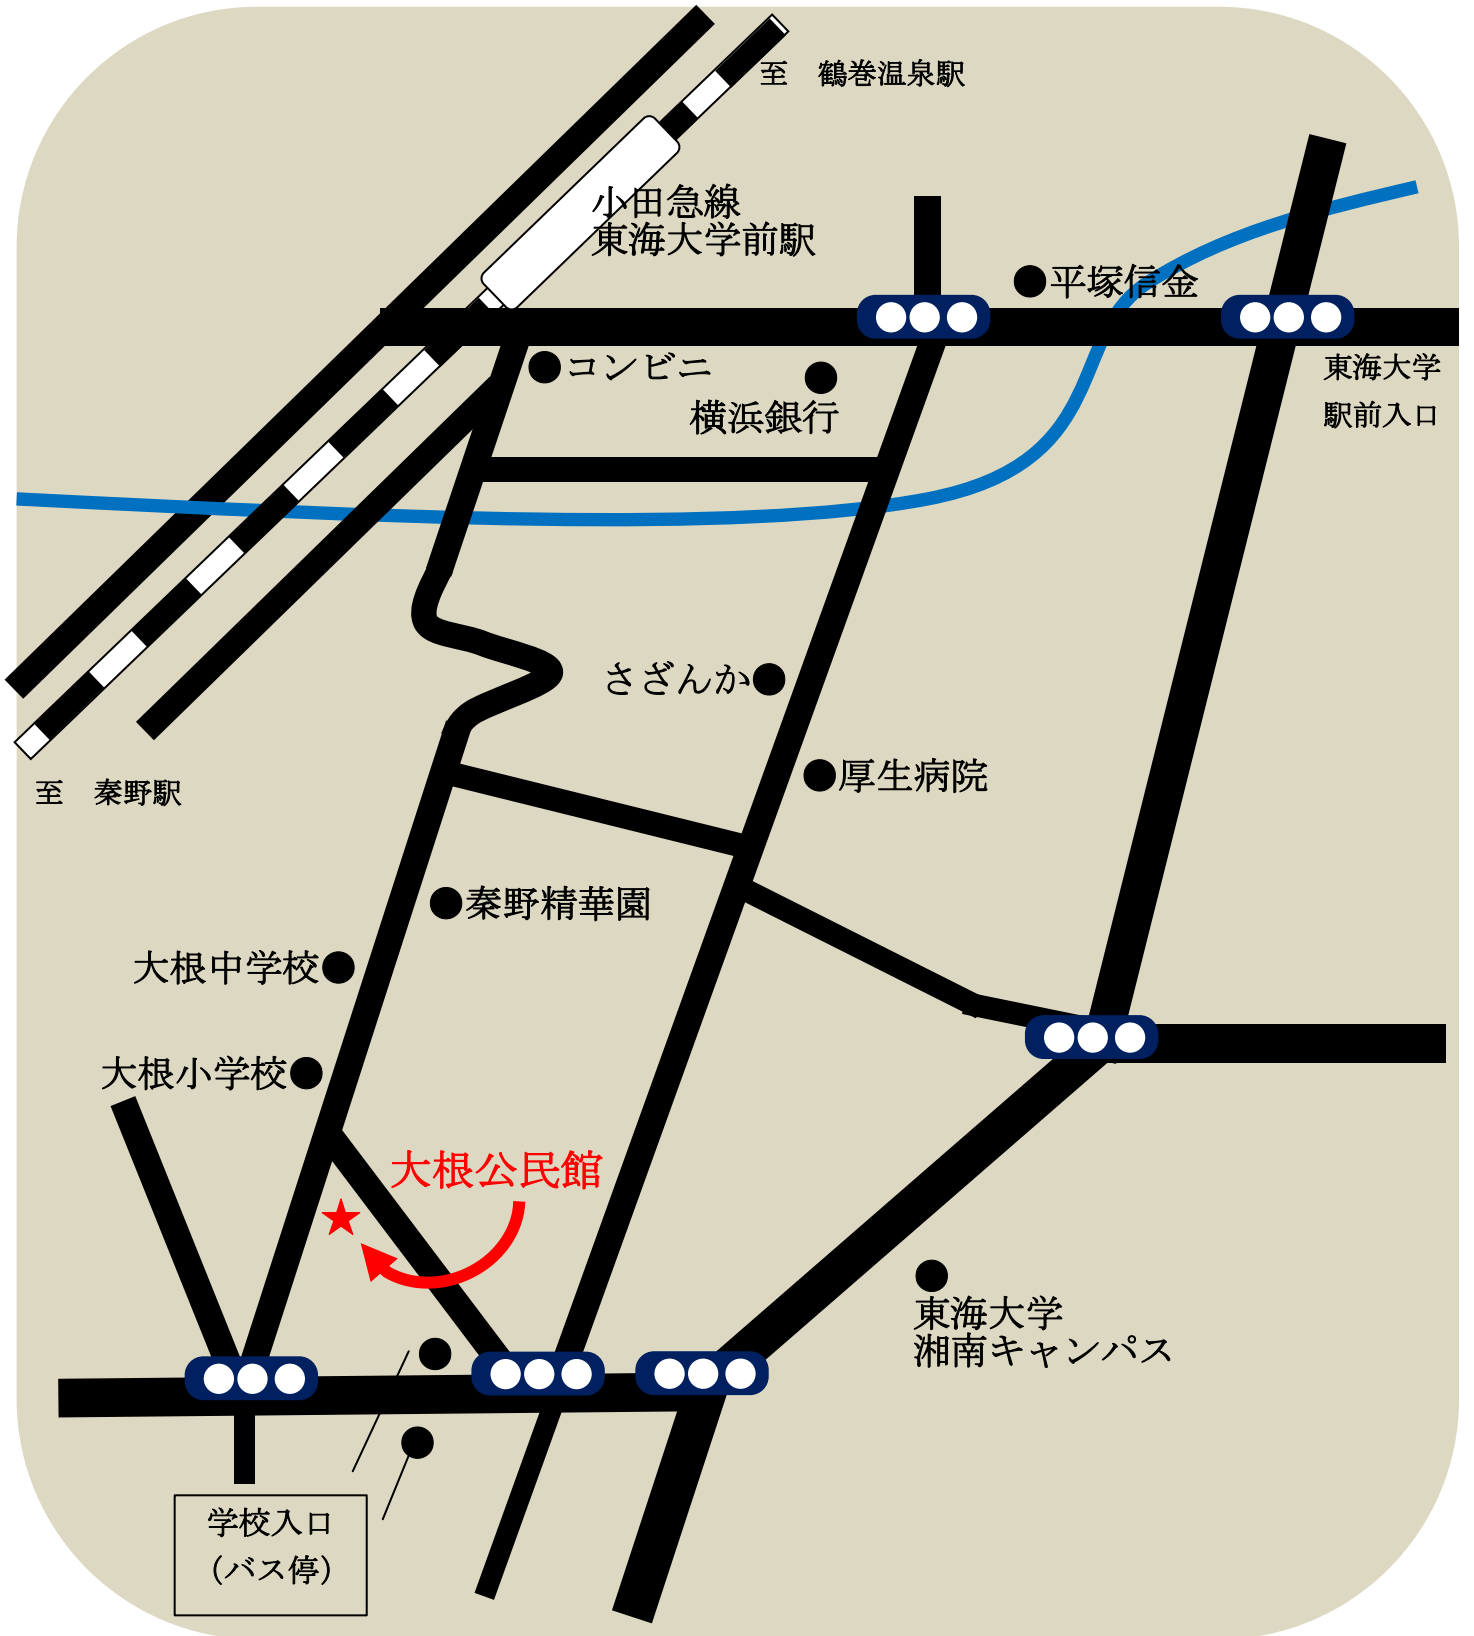 至　鶴巻温泉駅
小田急線
東海大学前駅
平塚信金
コンビニ
横浜銀行
東海大学
駅前入口
さざんか
厚生病院
至　秦野駅
秦野精華園
大根中学校
大根小学校
大根公民館
東海大学
湘南キャンパス
学校入口
（バス停）